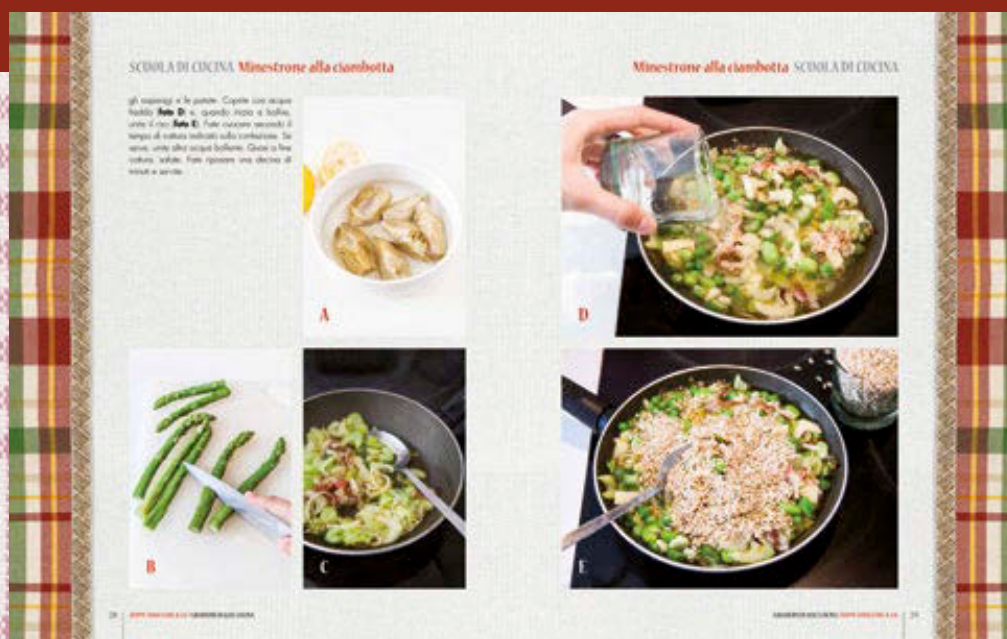 SCUOLA DI CUCINA Minestrone alla ciambotta
gli asparagi e le patate. Coprite con acqua
fredda (foto D) e, quando inizia a bollire,
unite il riso (foto E). Fate cuocere secondo il
tempo di cottura indicato sulla confezione. Se
serve, unite altra acqua bollente. Quasi a fine
cottura, salate. Fate riposare una decina di
minuti e servite.
A
B
C
Minestrone alla ciambotta SCUOLA DI CUCINA
D
E
28
29